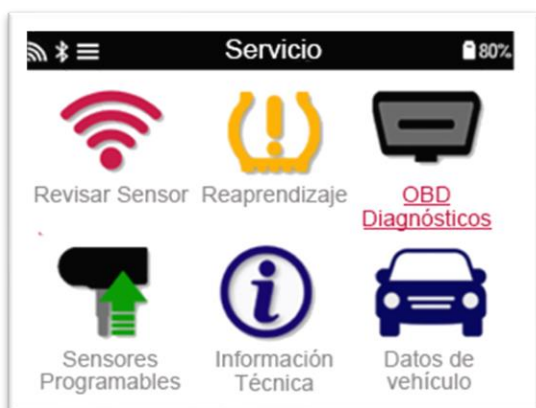 Servicio
80%
Revisar Sensor
Reaprendizaje
OBD
Diagnósticos
Sensores
Programables
Información
Técnica
Datos de
vehículo